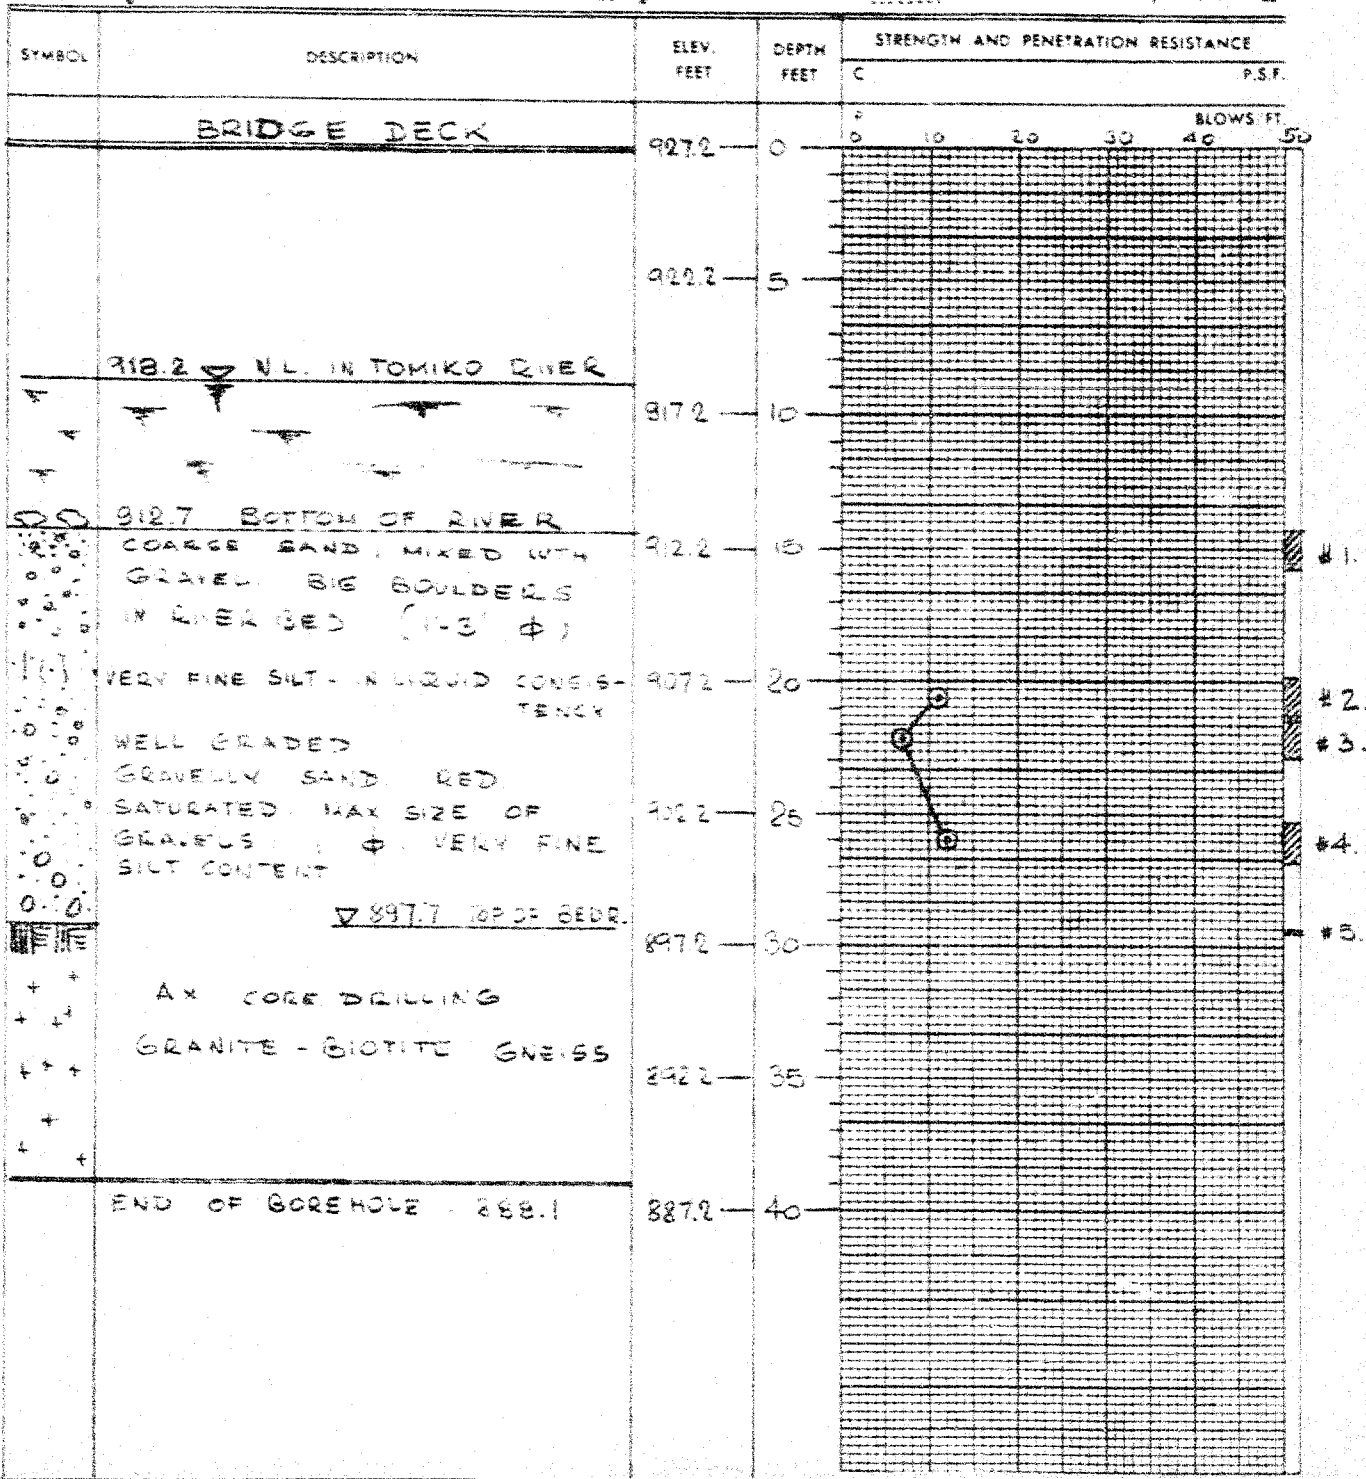 SYMBOL DESCRIPTION ELEV. FEET DEPTH FEET STRENGTH AND PENETRATION RESISTANCE
C P.S.F.
BLOWS/FT.
BRIDGE DECK
0 10 20 30 40 50
927.2 0
922.2 5
918.2 W.L. IN TOMIKO RIVER
917.2 10
912.7 BOTTOM OF RIVER
COARSE SAND, MIXED WITH 912.2 15 #1.
GRAVEL. BIG BOULDERS
IN RIVER BED (1-3' φ)
VERY FINE SILT - IN LIQUID CONSIS- 907.2 20
TENCY #2.
WELL GRADED #3.
GRAVELLY SAND RED
SATURATED MAX SIZE OF 902.2 25
GRAVELS φ VERY FINE #4.
SILT CONTENT
897.7 TOP OF BEDR.
897.2 30 #5.
AX CORE DRILLING
GRANITE - BIOTITE GNEISS
892.2 35
END OF BOREHOLE 888.1 887.2 40